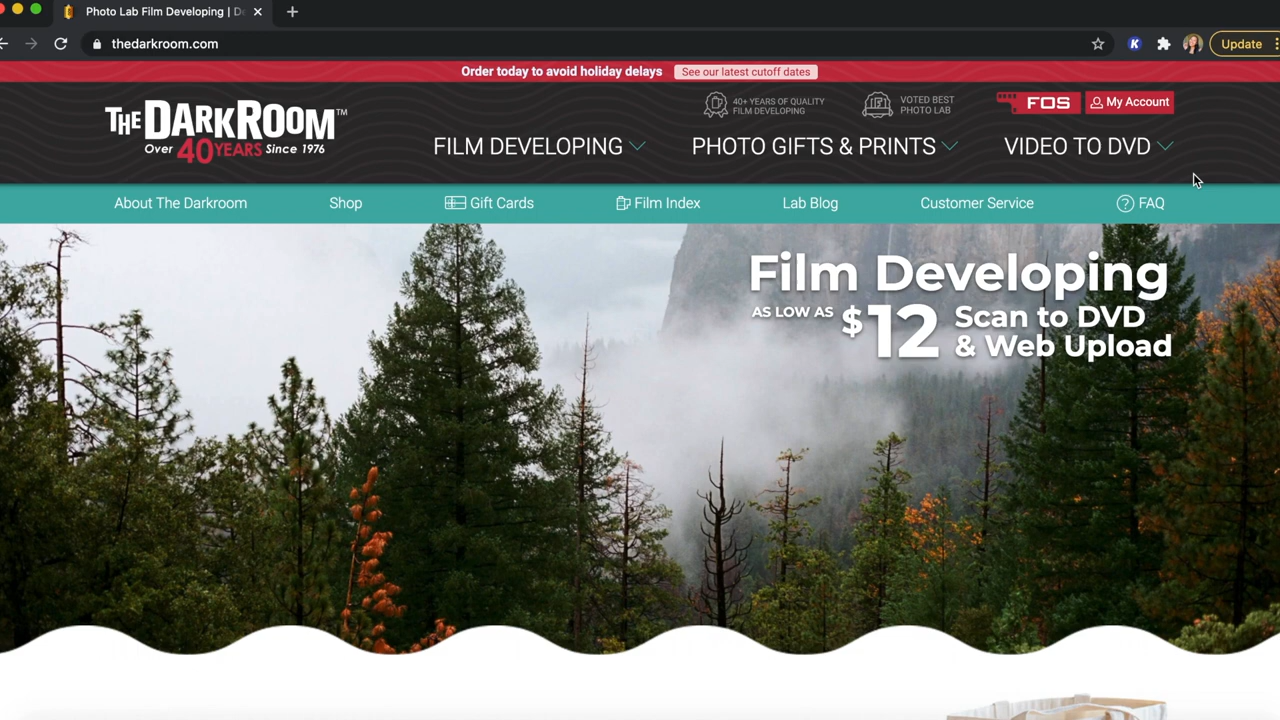 Photo Lab Film Developing | D
thedarkroom.com
Update
Order today to avoid holiday delays
See our latest cutoff dates
THE DARKROOM™
Over 40 YEARS Since 1976
40+ YEARS OF QUALITY
FILM DEVELOPING
VOTED BEST
PHOTO LAB
FOS
My Account
FILM DEVELOPING
PHOTO GIFTS & PRINTS
VIDEO TO DVD
About The Darkroom
Shop
Gift Cards
Film Index
Lab Blog
Customer Service
? FAQ
Film Developing
AS LOW AS $12 Scan to DVD
& Web Upload